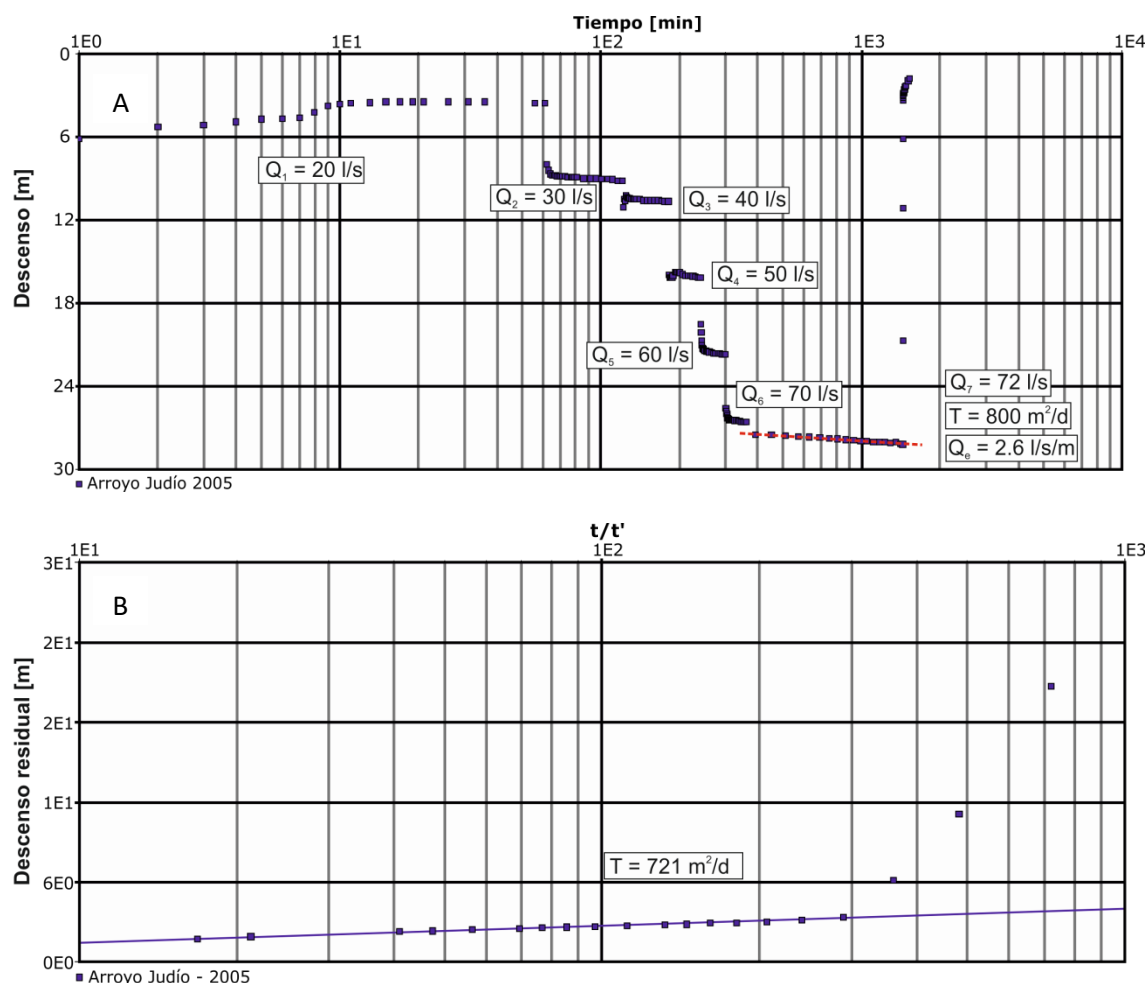 Tiempo [min]
1E0 1E1 1E2 1E3 1E4
A
Descenso [m]
0
6
12
18
24
30
Q1 = 20 l/s
Q2 = 30 l/s
Q3 = 40 l/s
Q4 = 50 l/s
Q5 = 60 l/s
Q6 = 70 l/s
Q7 = 72 l/s
T = 800 m²/d
Qe = 2.6 l/s/m
Arroyo Judío 2005
t/t'
1E1 1E2 1E3
B
Descenso residual [m]
3E1
2E1
2E1
1E1
6E0
0E0
T = 721 m²/d
Arroyo Judío - 2005